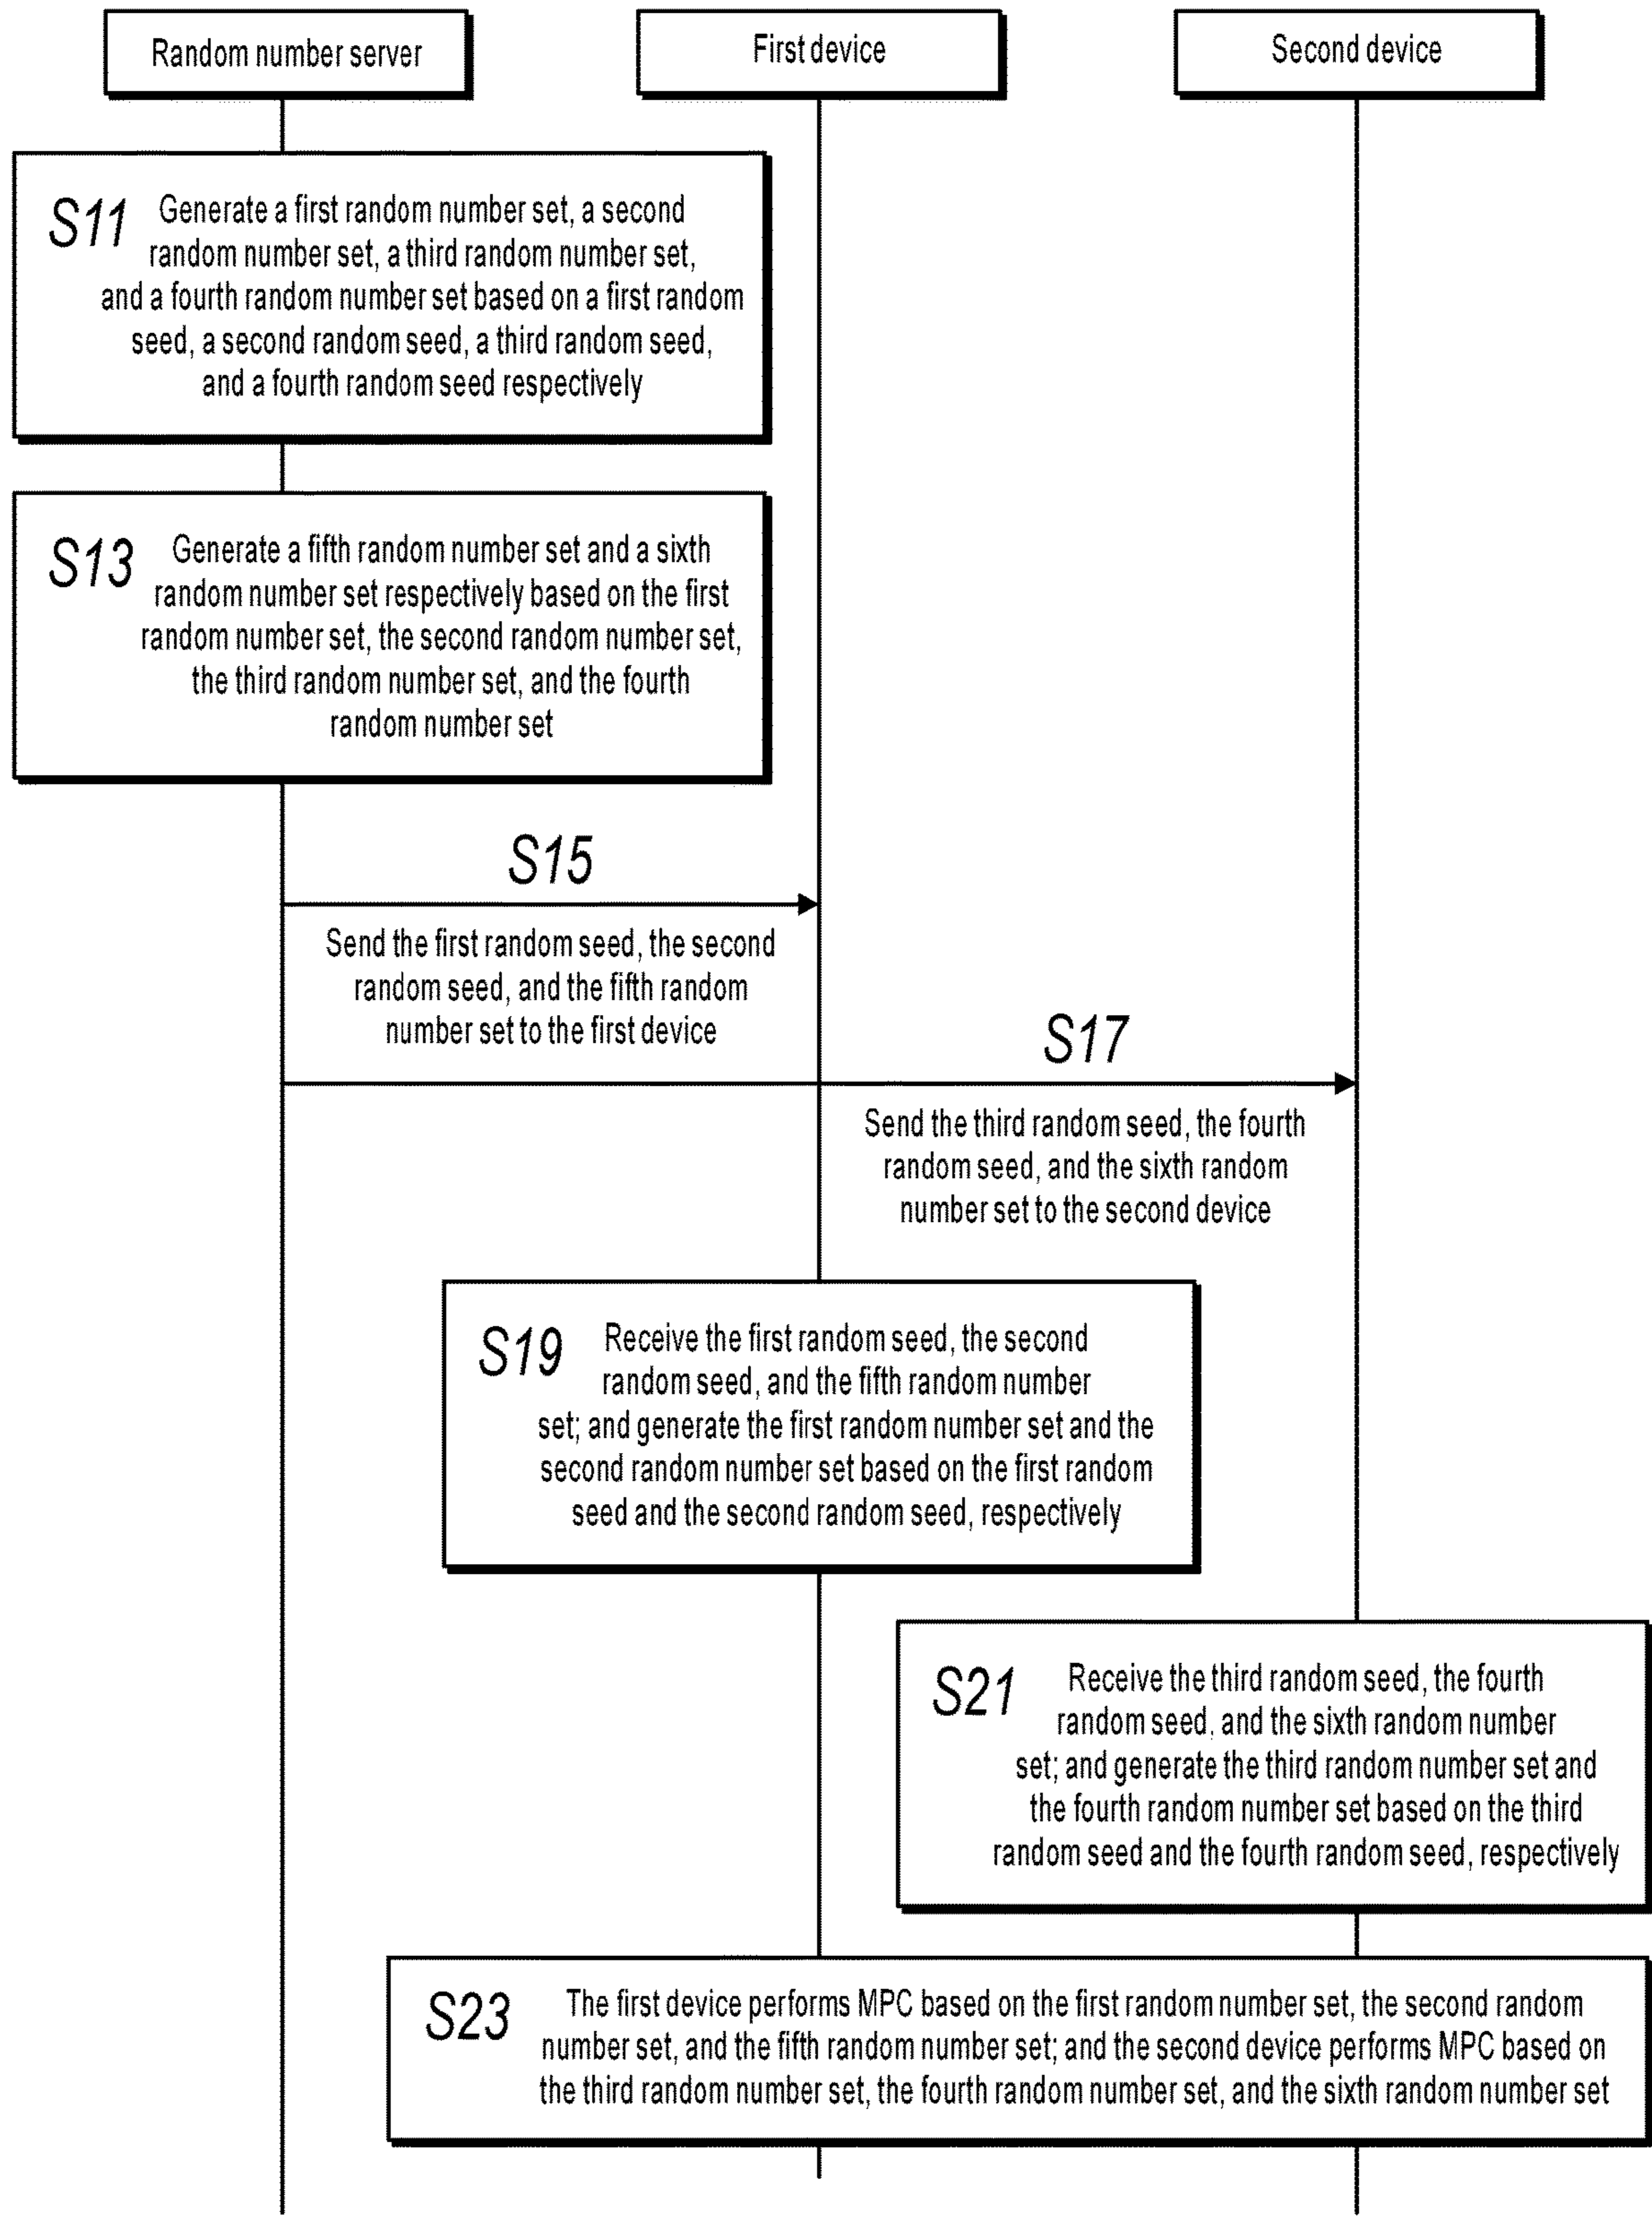 Random number server
First device
Second device
S11
Generate a first random number set, a second
random number set, a third random number set,
and a fourth random number set based on a first random
seed, a second random seed, a third random seed,
and a fourth random seed respectively
S13
Generate a fifth random number set and a sixth
random number set respectively based on the first
random number set, the second random number set,
the third random number set, and the fourth
random number set
S15
Send the first random seed, the second
random seed, and the fifth random
number set to the first device
S17
Send the third random seed, the fourth
random seed, and the sixth random
number set to the second device
S19
Receive the first random seed, the second
random seed, and the fifth random number
set; and generate the first random number set and the
second random number set based on the first random
seed and the second random seed, respectively
S21
Receive the third random seed, the fourth
random seed, and the sixth random number
set; and generate the third random number set and
the fourth random number set based on the third
random seed and the fourth random seed, respectively
S23
The first device performs MPC based on the first random number set, the second random
number set, and the fifth random number set; and the second device performs MPC based on
the third random number set, the fourth random number set, and the sixth random number set